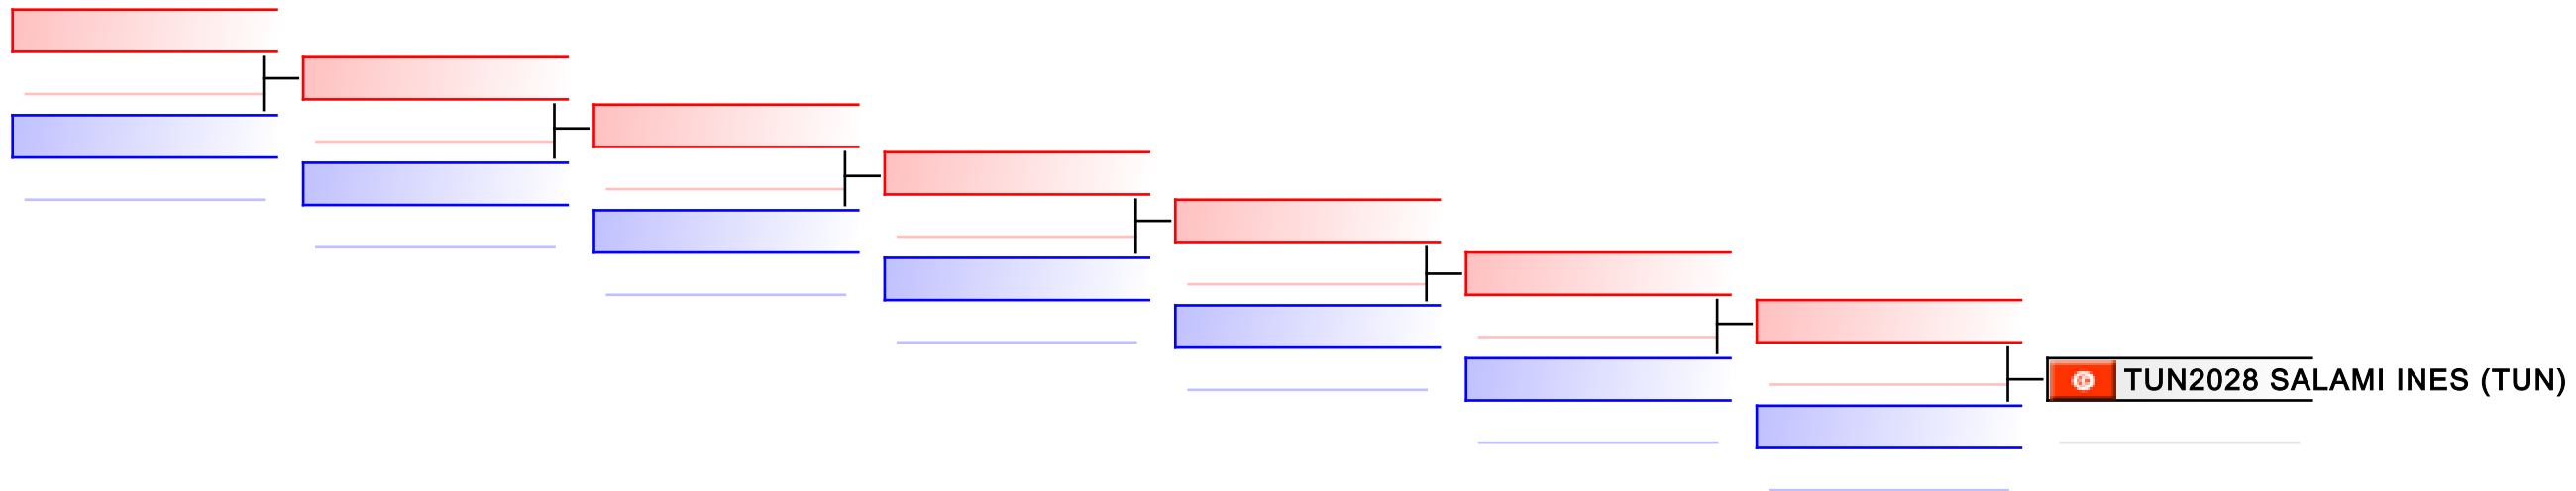 TUN2028 SALAMI INES (TUN)